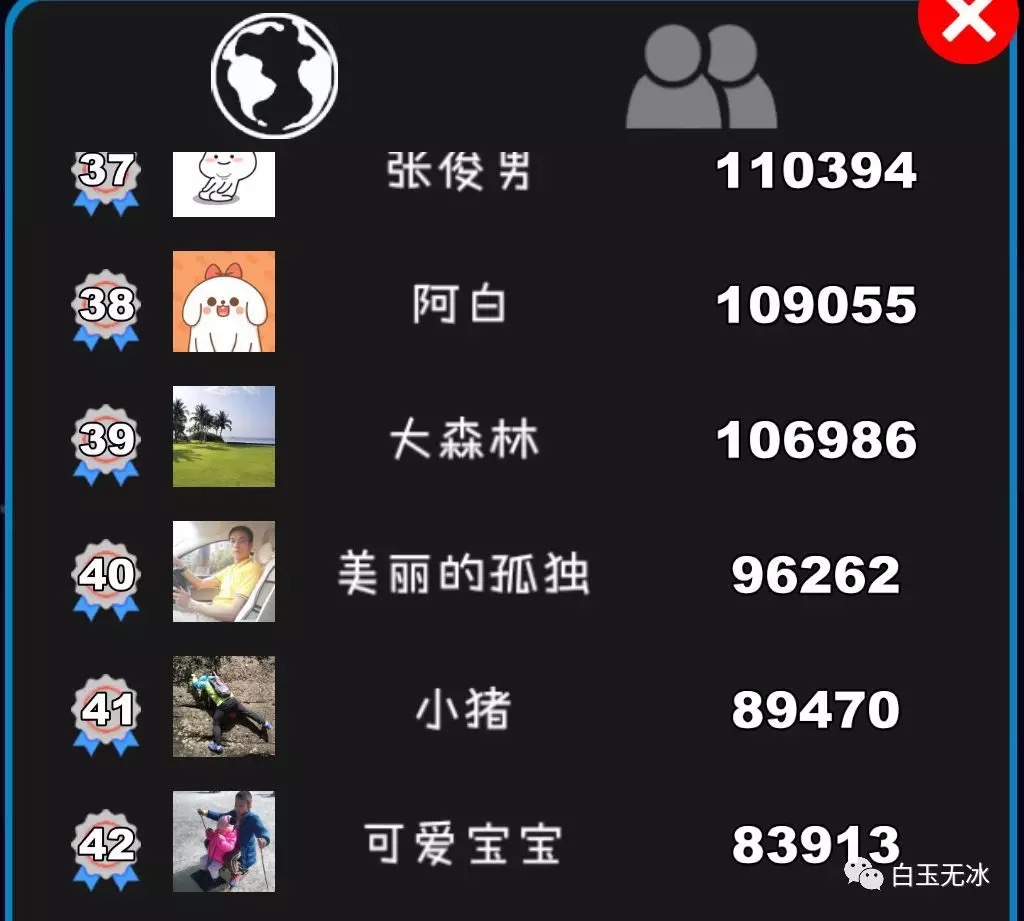 37 张俊男 110394
38 阿白 109055
39 大森林 106986
40 美丽的孤独 96262
41 小猪 89470
42 可爱宝宝 83913
白玉无冰